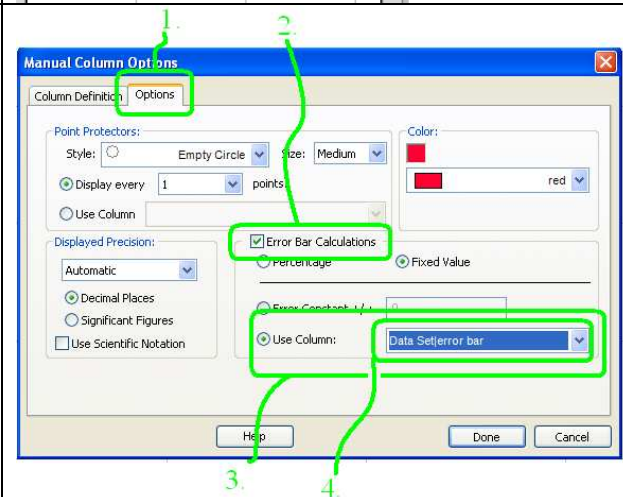 1. 2.
Manual Column Options
Column Definition Options
Point Protectors:
Style: Empty Circle Size: Medium
Display every 1 points.
Use Column
Color:
red
Displayed Precision:
Automatic
Decimal Places
Significant Figures
Use Scientific Notation
Error Bar Calculations
Percentage Fixed Value
Error Constant +/-: 0
Use Column: Data Set|error bar
Help Done Cancel
3. 4.